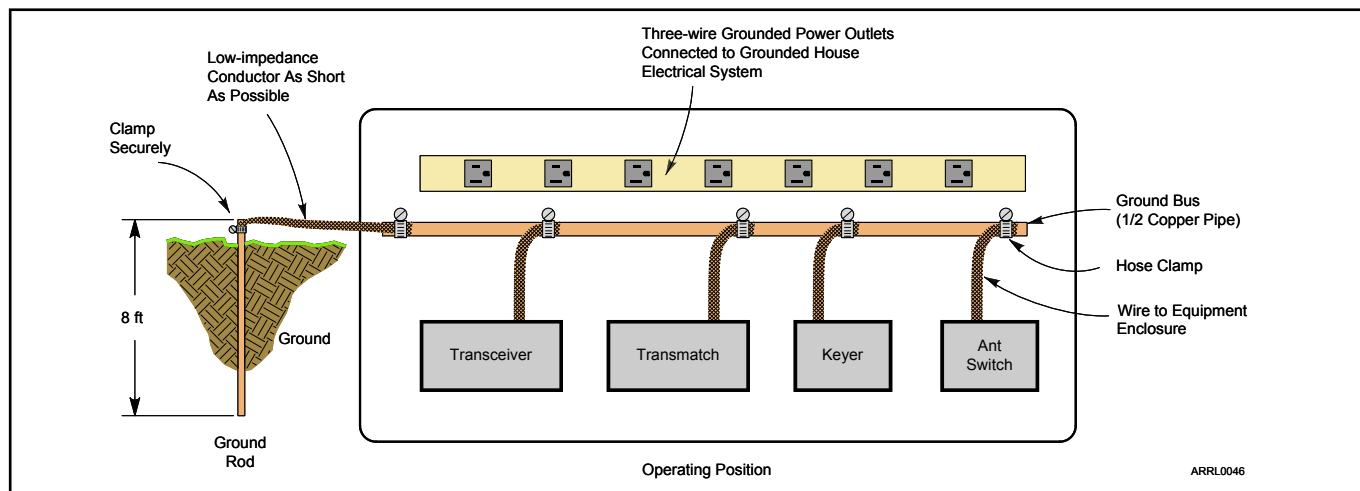 Three-wire Grounded Power Outlets
Connected to Grounded House
Electrical System
Low-impedance
Conductor As Short
As Possible
Clamp
Securely
Ground Bus
(1/2 Copper Pipe)
Hose Clamp
Wire to Equipment
Enclosure
8 ft
Ground
Transceiver
Transmatch
Keyer
Ant
Switch
Ground
Rod
Operating Position
ARRL0046